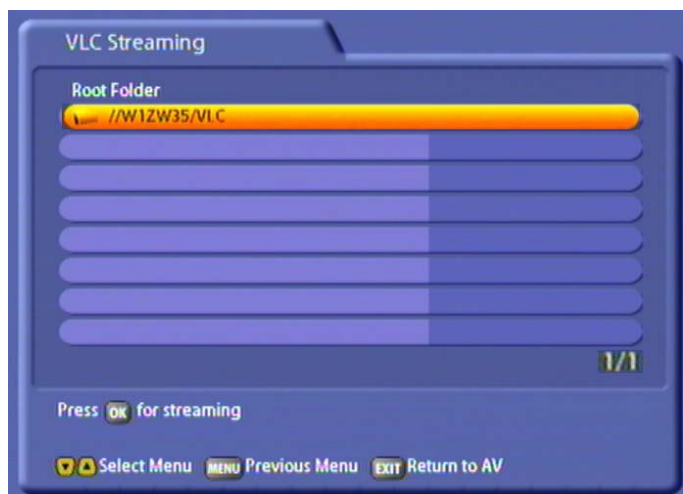 VLC Streaming
Root Folder
//W1ZW35/VLC
1/1
Press OK for streaming
Select Menu MENU Previous Menu EXIT Return to AV